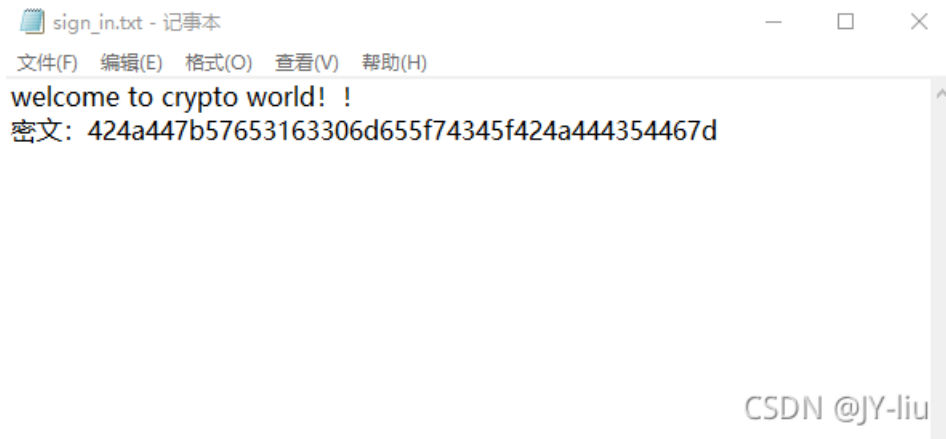 sign_in.txt - 记事本
文件(F) 编辑(E) 格式(O) 查看(V) 帮助(H)
welcome to crypto world！！
密文：424a447b57653163306d655f74345f424a444354467d
CSDN @JY-liu